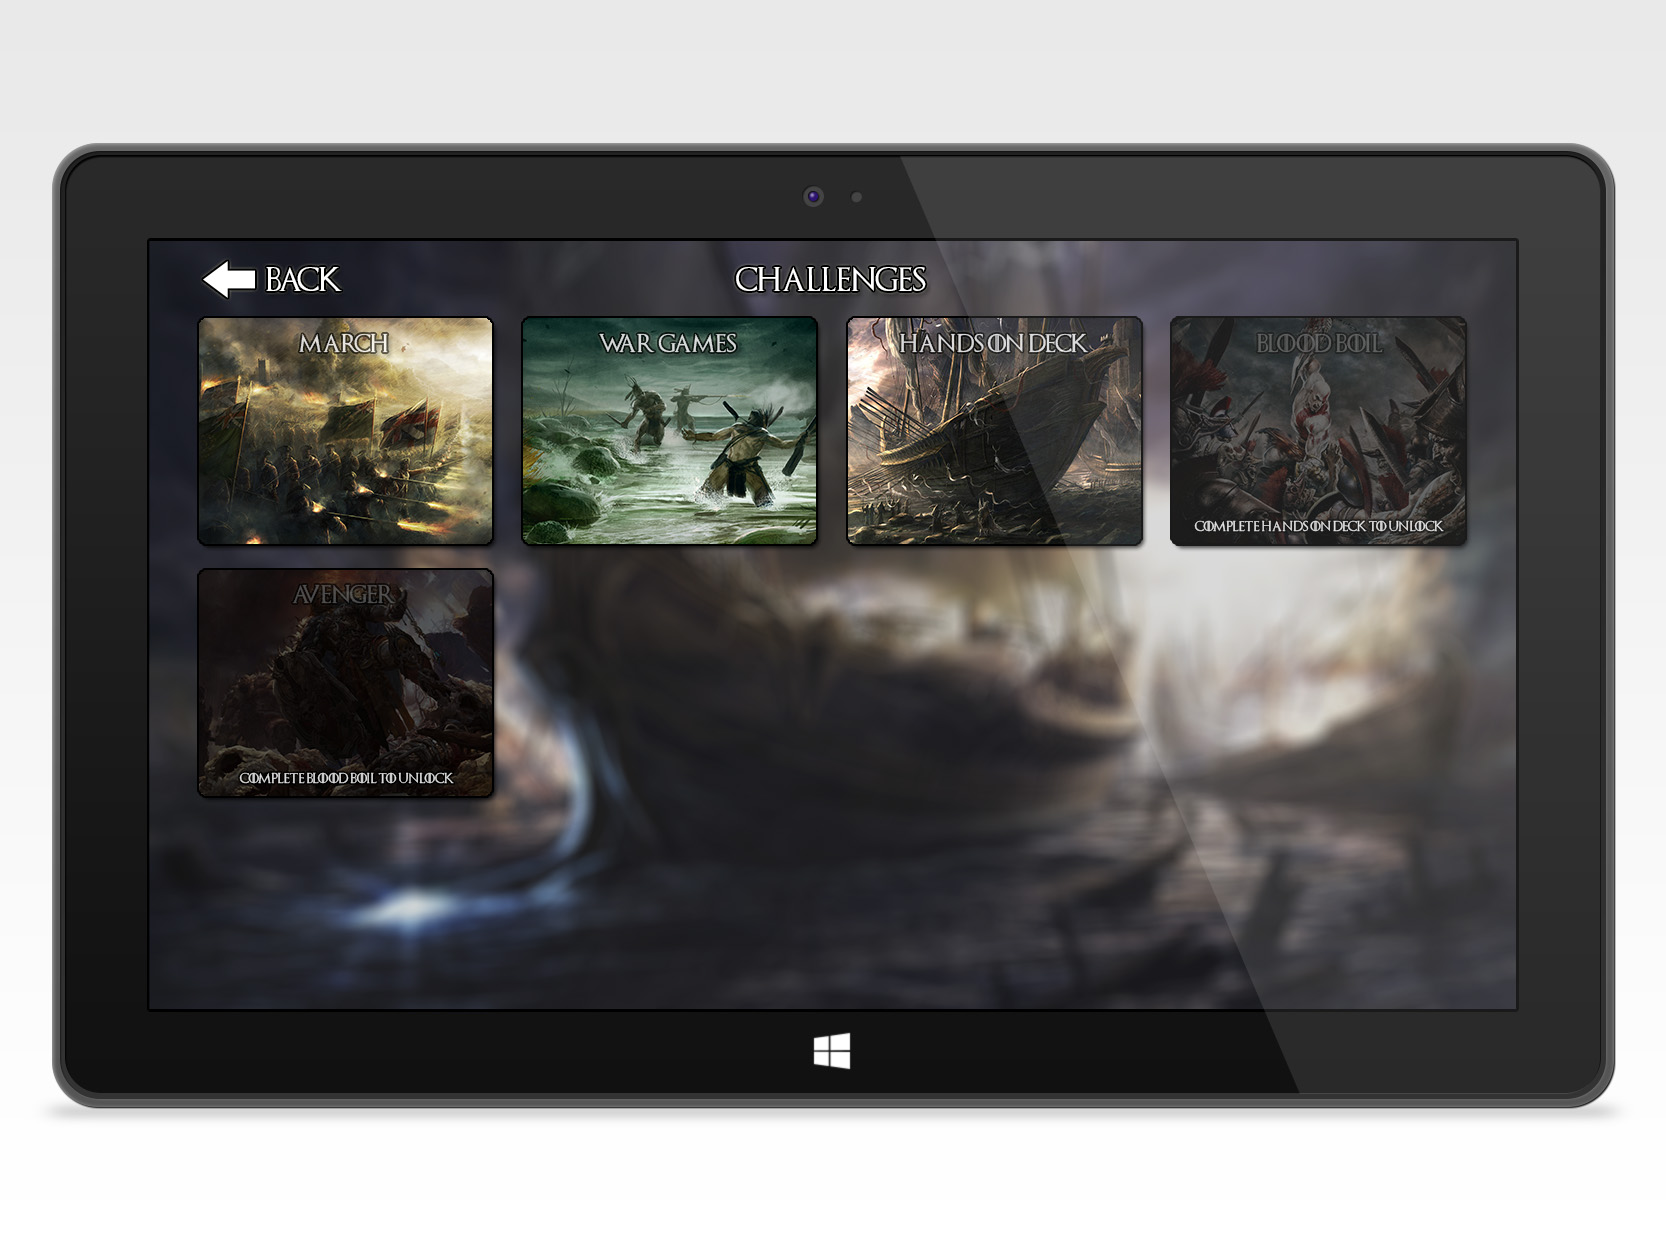 BACK
CHALLENGES
MARCH
WAR GAMES
HANDS ON DECK
BLOOD BOIL
COMPLETE HANDS ON DECK TO UNLOCK
AVENGER
COMPLETE BLOOD BOIL TO UNLOCK